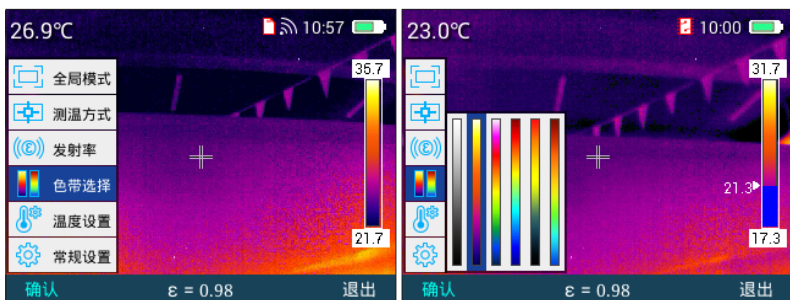 26.9℃
10:57
35.7
全局模式
测温方式
((ε))
发射率
色带选择
温度设置
常规设置
21.7
确认
ε = 0.98
退出
23.0℃
10:00
31.7
((ε))
21.3
17.3
确认
ε = 0.98
退出